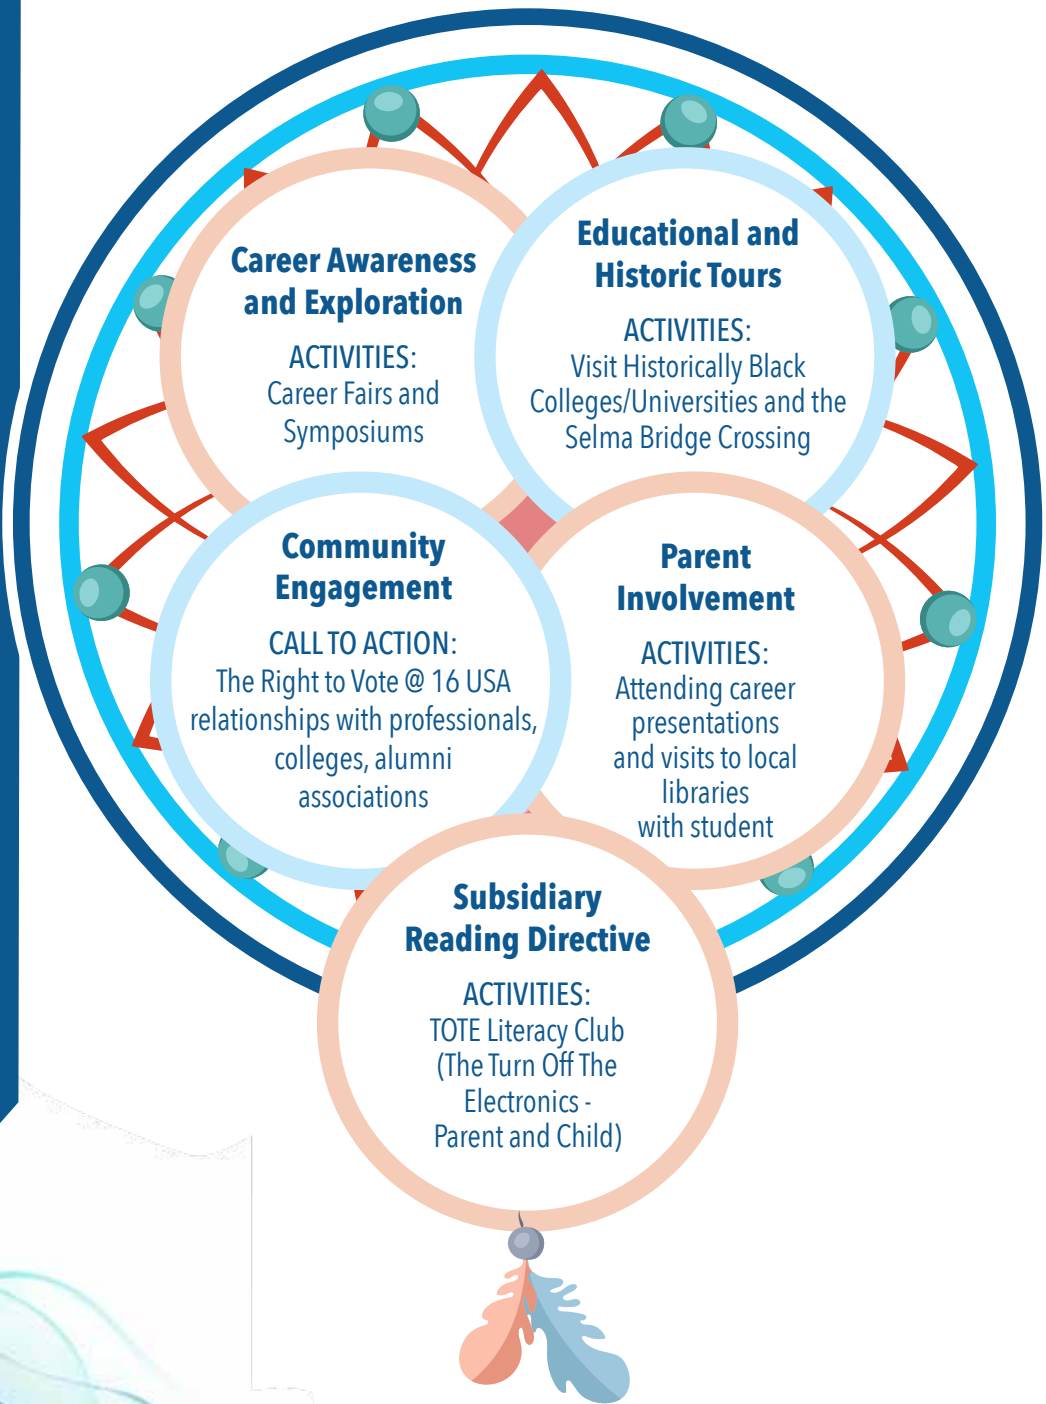 Career Awareness
and Exploration
ACTIVITIES:
Career Fairs and
Symposiums
Educational and
Historic Tours
ACTIVITIES:
Visit Historically Black
Colleges/Universities and the
Selma Bridge Crossing
Community
Engagement
CALL TO ACTION:
The Right to Vote @ 16 USA
relationships with professionals,
colleges, alumni
associations
Parent
Involvement
ACTIVITIES:
Attending career
presentations
and visits to local
libraries
with student
Subsidiary
Reading Directive
ACTIVITIES:
TOTE Literacy Club
(The Turn Off The
Electronics -
Parent and Child)